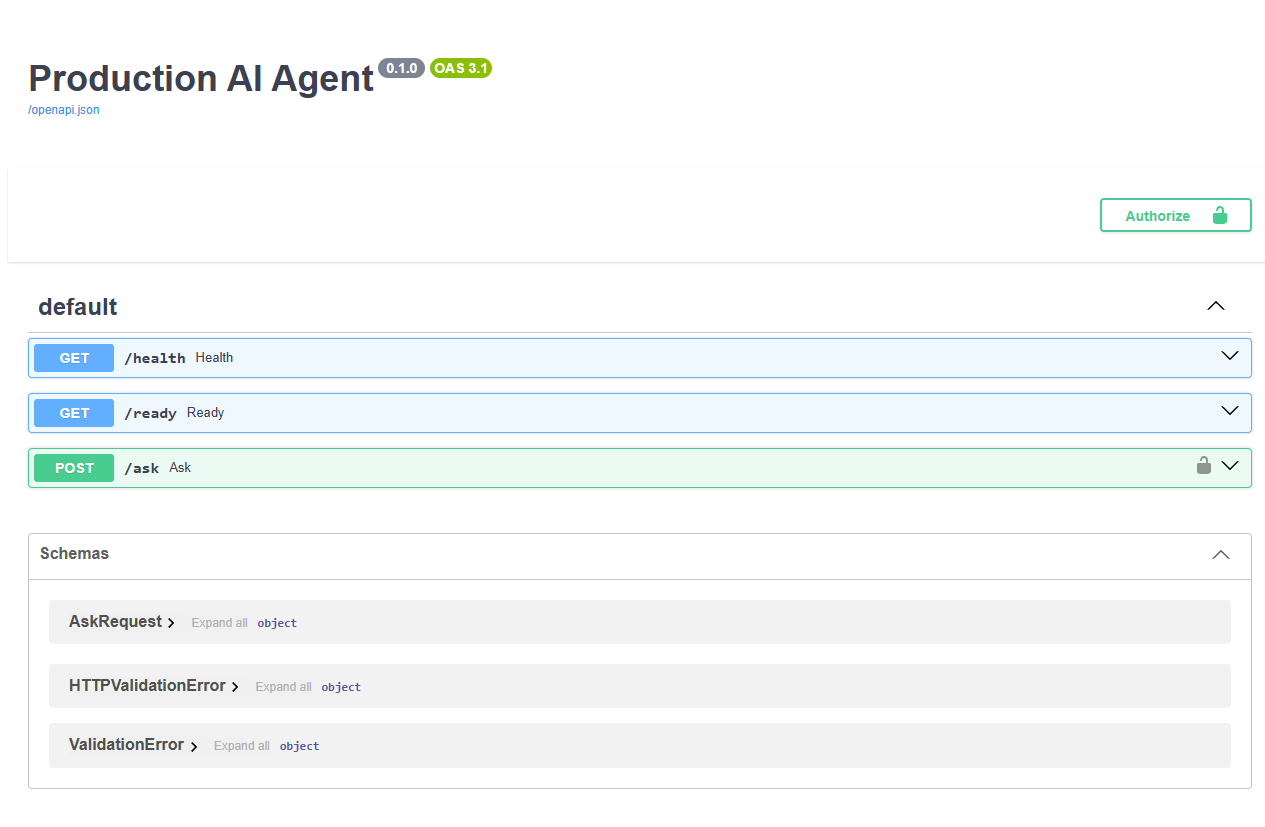 Production AI Agent 0.1.0 OAS 3.1
/openapi.json
Authorize
default
GET /health Health
GET /ready Ready
POST /ask Ask
Schemas
AskRequest Expand all object
HTTPValidationError Expand all object
ValidationError Expand all object